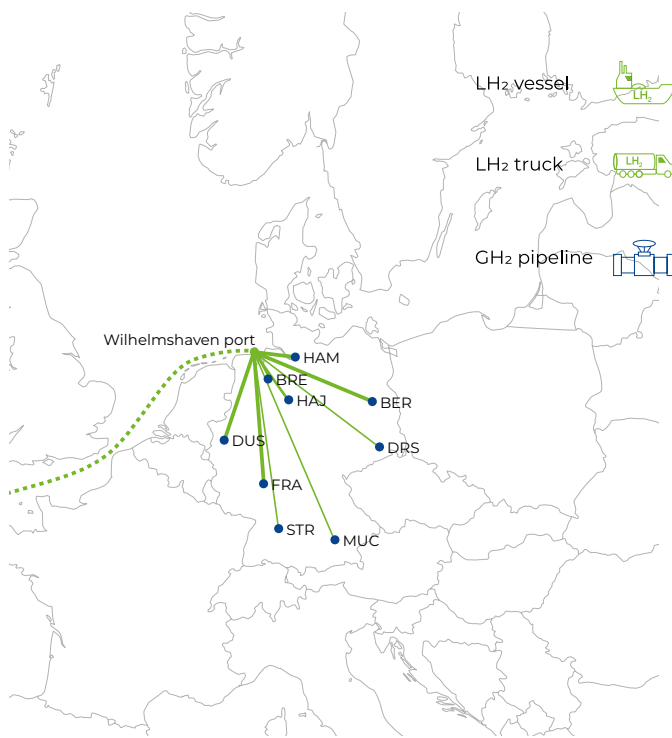 LH₂ vessel
LH₂
LH₂ truck
LH₂
GH₂ pipeline
Wilhelmshaven port
HAM
BRE
HAJ
BER
DUS
DRS
FRA
STR
MUC